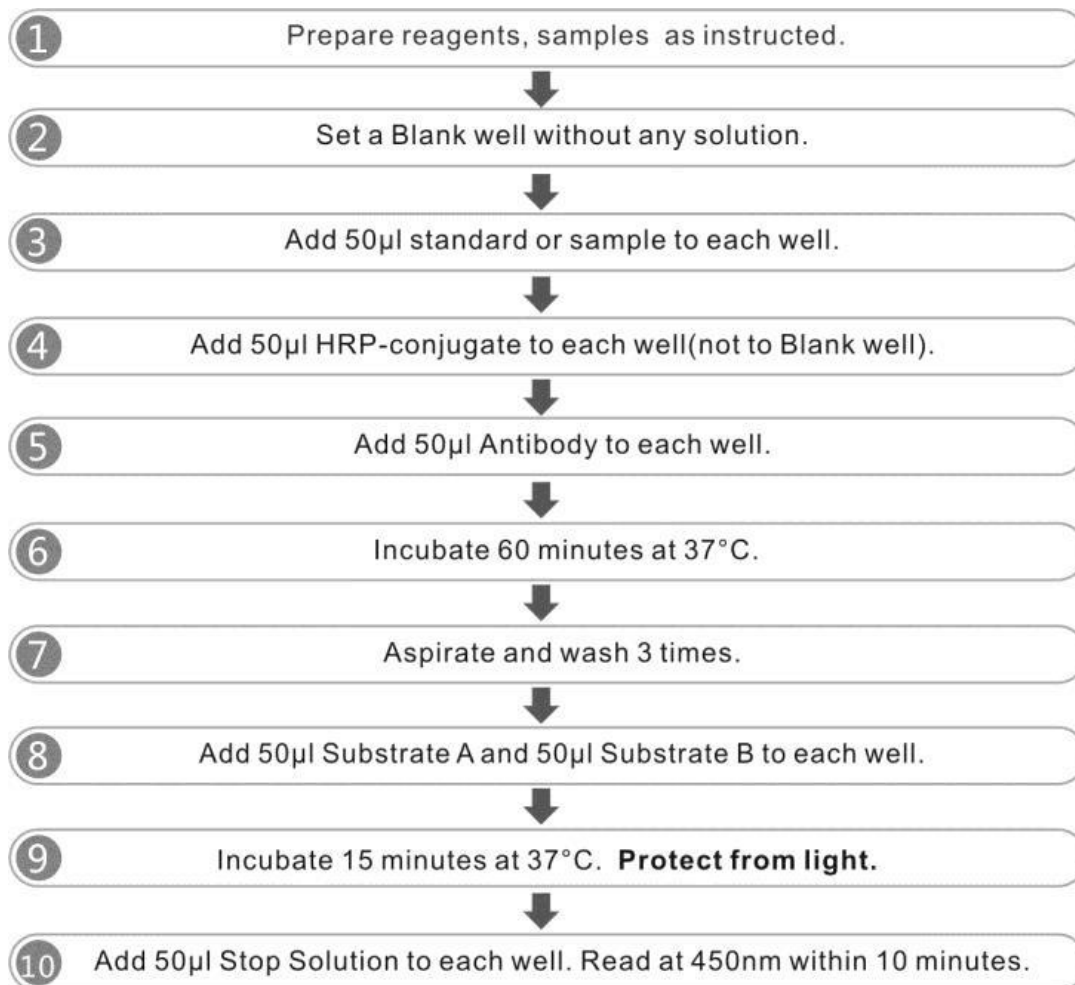 1 Prepare reagents, samples as instructed.
2 Set a Blank well without any solution.
3 Add 50µl standard or sample to each well.
4 Add 50µl HRP-conjugate to each well(not to Blank well).
5 Add 50µl Antibody to each well.
6 Incubate 60 minutes at 37°C.
7 Aspirate and wash 3 times.
8 Add 50µl Substrate A and 50µl Substrate B to each well.
9 Incubate 15 minutes at 37°C. Protect from light.
10 Add 50µl Stop Solution to each well. Read at 450nm within 10 minutes.